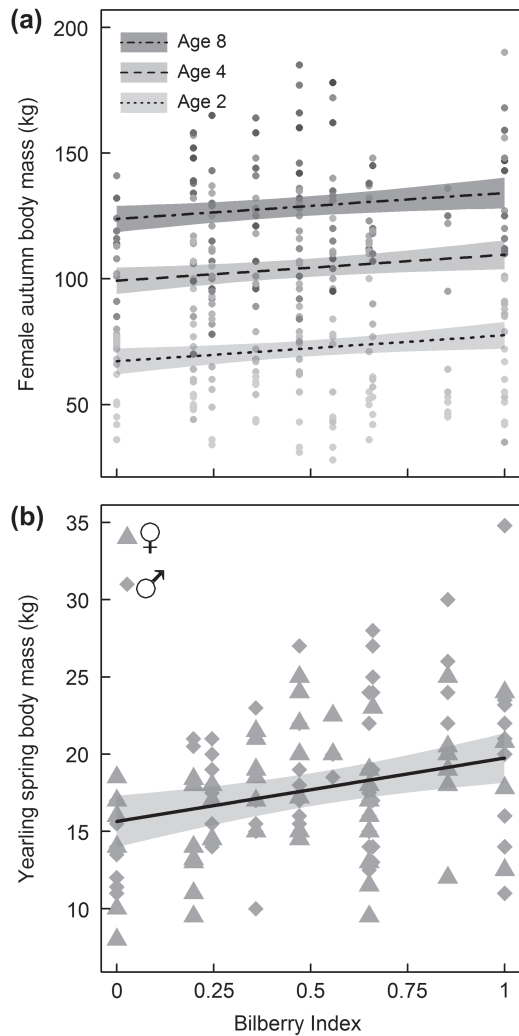 (a)
200
150
100
50
Female autumn body mass (kg)
Age 8
Age 4
Age 2
(b)
35
30
25
20
15
10
Yearling spring body mass (kg)
♀
♂
0 0.25 0.5 0.75 1
Bilberry Index